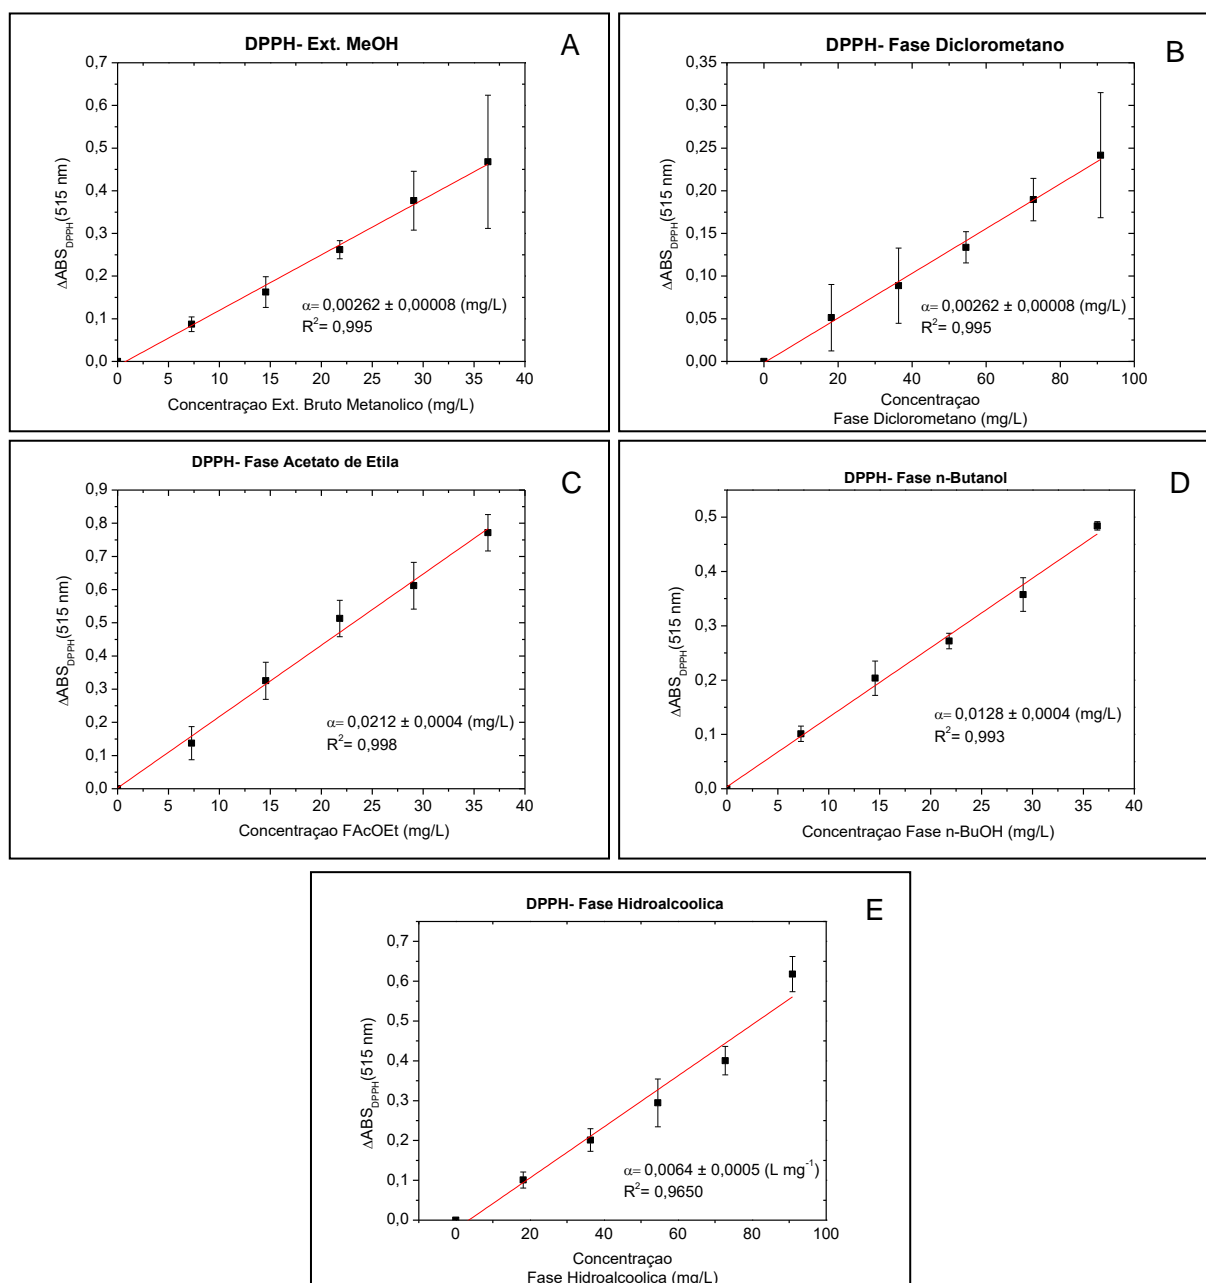 DPPH- Ext. MeOH
A
0,7
0,6
0,5
0,4
0,3
0,2
0,1
0,0
ΔABS_DPPH(515 nm)
α= 0,00262 ± 0,00008 (mg/L)
R²= 0,995
0 5 10 15 20 25 30 35 40
Concentraçao Ext. Bruto Metanolico (mg/L)
DPPH- Fase Diclorometano
B
0,35
0,30
0,25
0,20
0,15
0,10
0,05
0,00
ΔABS_DPPH(515 nm)
α= 0,00262 ± 0,00008 (mg/L)
R²= 0,995
0 20 40 60 80 100
Concentraçao
Fase Diclorometano (mg/L)
DPPH- Fase Acetato de Etila
C
0,9
0,8
0,7
0,6
0,5
0,4
0,3
0,2
0,1
0,0
ΔABS_DPPH(515 nm)
α= 0,0212 ± 0,0004 (mg/L)
R²= 0,998
0 5 10 15 20 25 30 35 40
Concentraçao FAcOEt (mg/L)
DPPH- Fase n-Butanol
D
0,5
0,4
0,3
0,2
0,1
0,0
ΔABS_DPPH(515 nm)
α= 0,0128 ± 0,0004 (mg/L)
R²= 0,993
0 5 10 15 20 25 30 35 40
Concentraçao Fase n-BuOH (mg/L)
DPPH- Fase Hidroalcoolica
E
0,7
0,6
0,5
0,4
0,3
0,2
0,1
0,0
ΔABS_DPPH(515 nm)
α= 0,0064 ± 0,0005 (L mg⁻¹)
R²= 0,9650
0 20 40 60 80 100
Concentraçao
Fase Hidroalcoolica (mg/L)